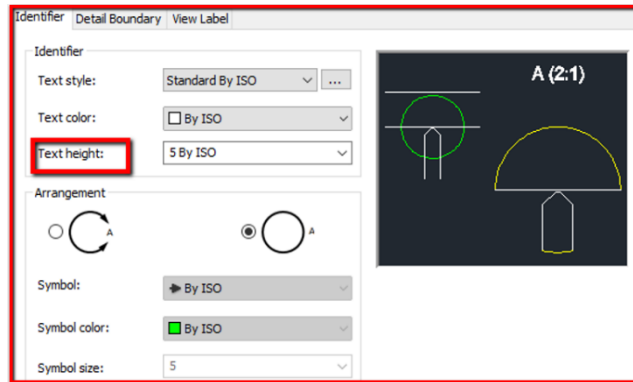 Identifier Detail Boundary View Label
Identifier
Text style: Standard By ISO ...
Text color: By ISO
Text height: 5 By ISO
Arrangement
A
A
Symbol: By ISO
Symbol color: By ISO
Symbol size: 5
A (2:1)